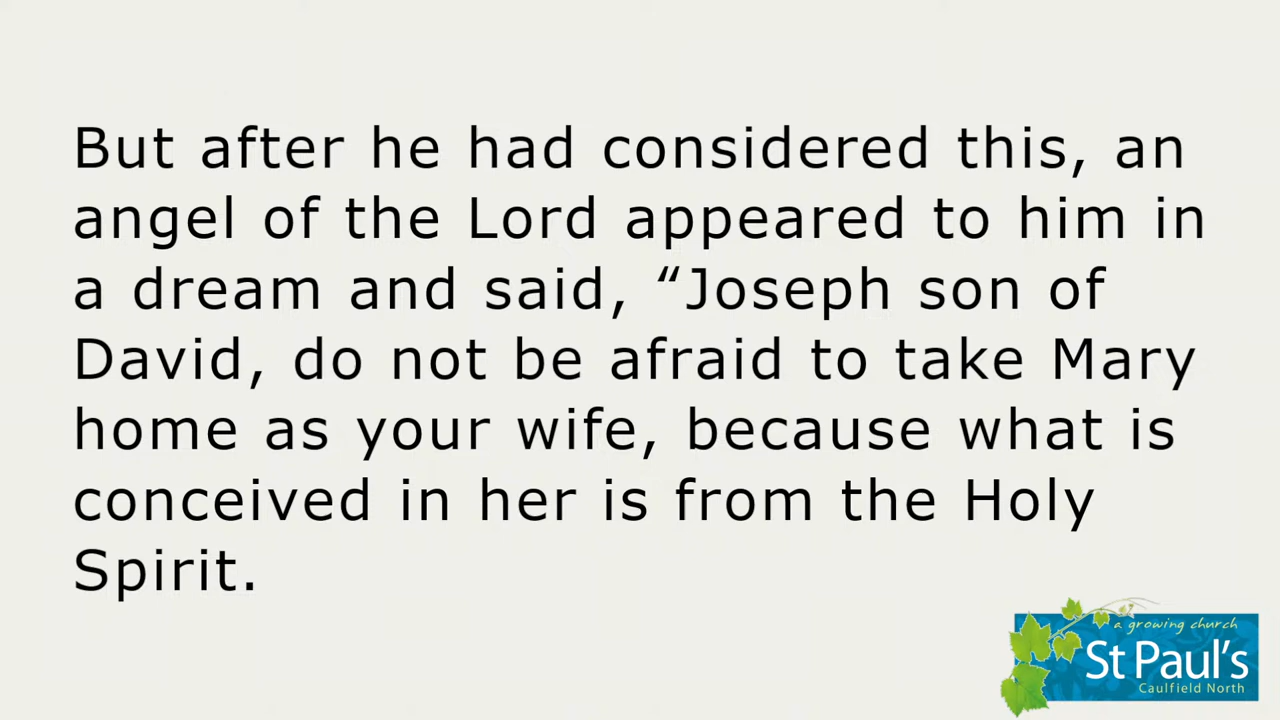 But after he had considered this, an
angel of the Lord appeared to him in
a dream and said, “Joseph son of
David, do not be afraid to take Mary
home as your wife, because what is
conceived in her is from the Holy
Spirit.
a growing church
St Paul's
Caulfield North